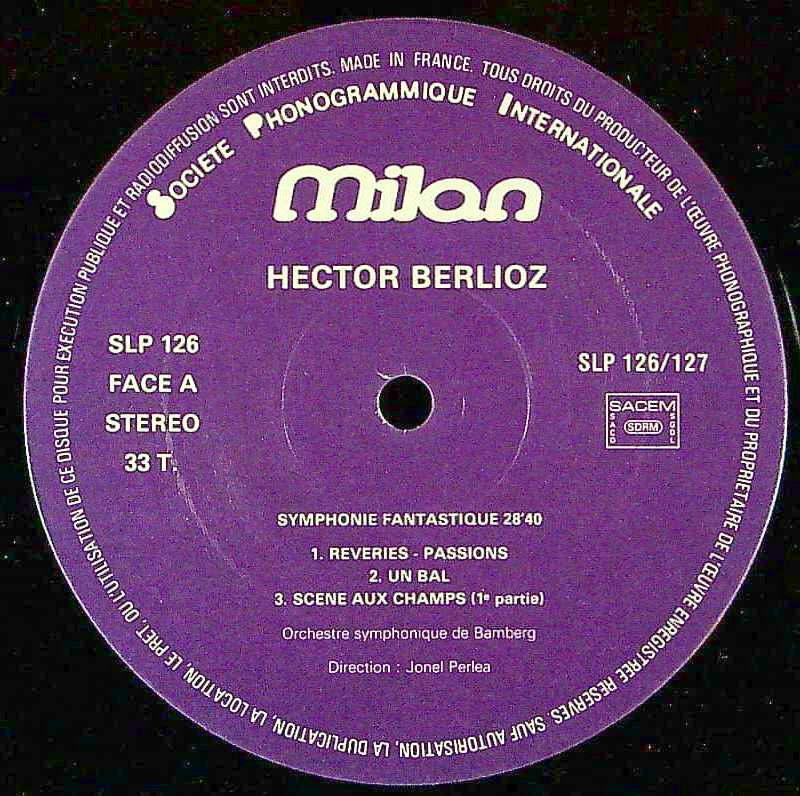 TOUS DROITS DU PRODUCTEUR DE L'ŒUVRE PHONOGRAPHIQUE ET DU PROPRIETAIRE DE L'ŒUVRE ENREGISTREE RESERVES. SAUF AUTORISATION, LA DUPLICATION, LA LOCATION, LE PRET, OU L'UTILISATION DE CE DISQUE POUR EXECUTION PUBLIQUE ET RADIODIFFUSION SONT INTERDITS. MADE IN FRANCE.
SOCIETE PHONOGRAMMIQUE INTERNATIONALE
milan
HECTOR BERLIOZ
SLP 126
FACE A
STEREO
33 T.
SLP 126/127
SACEM
SACD
SDRM
SGDL
SYMPHONIE FANTASTIQUE 28'40
1. REVERIES - PASSIONS
2. UN BAL
3. SCENE AUX CHAMPS (1e partie)
Orchestre symphonique de Bamberg
Direction : Jonel Perlea